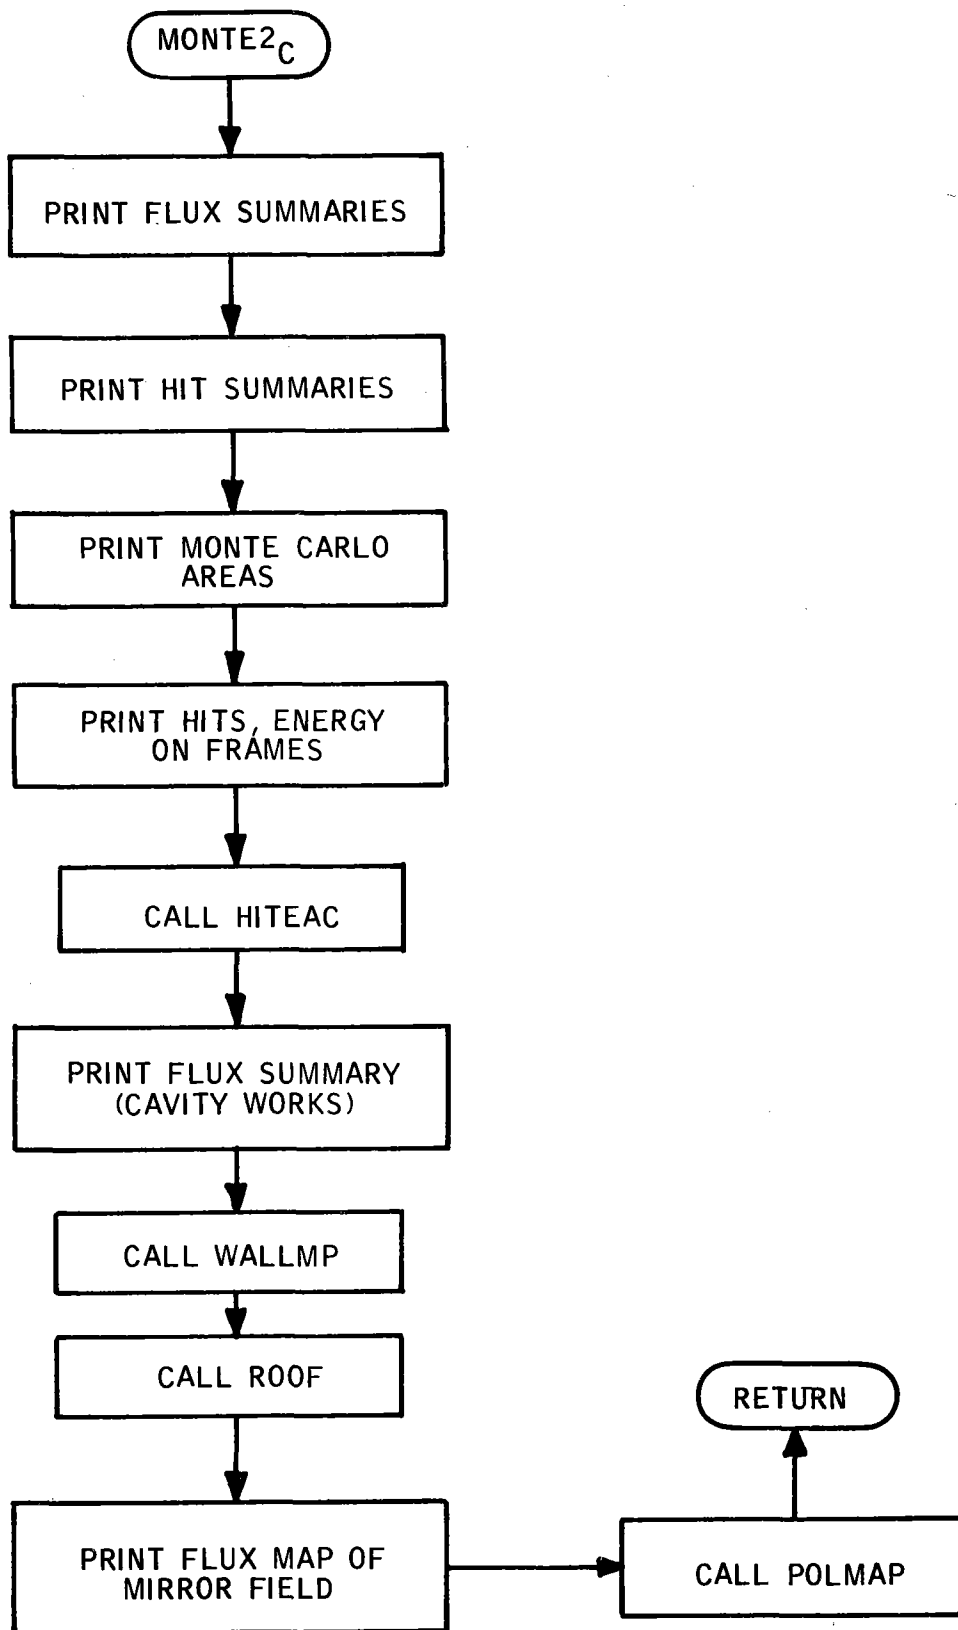 MONTE2C
PRINT FLUX SUMMARIES
PRINT HIT SUMMARIES
PRINT MONTE CARLO
AREAS
PRINT HITS, ENERGY
ON FRAMES
CALL HITEAC
PRINT FLUX SUMMARY
(CAVITY WORKS)
CALL WALLMP
CALL ROOF
PRINT FLUX MAP OF
MIRROR FIELD
CALL POLMAP
RETURN